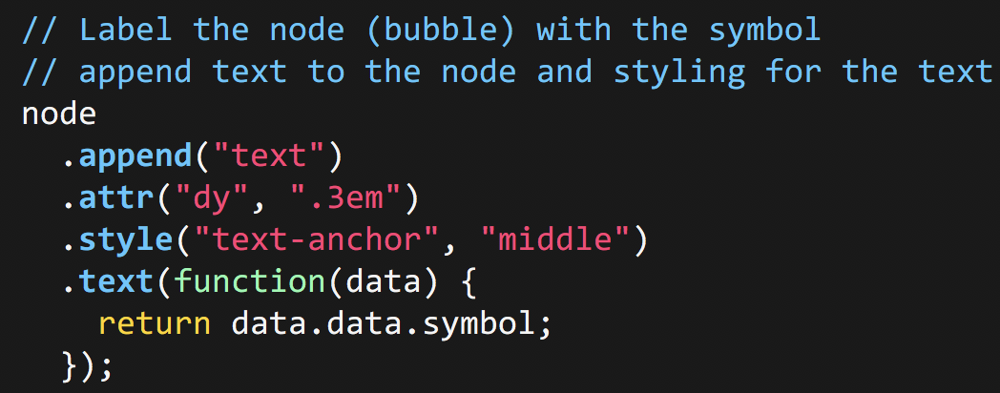 // Label the node (bubble) with the symbol
// append text to the node and styling for the text
node
  .append("text")
  .attr("dy", ".3em")
  .style("text-anchor", "middle")
  .text(function(data) {
    return data.data.symbol;
  });